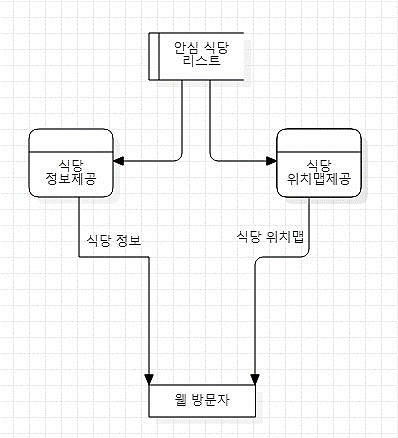 안심 식당
리스트
식당
정보제공
식당
위치맵제공
식당 정보
식당 위치맵
웹 방문자